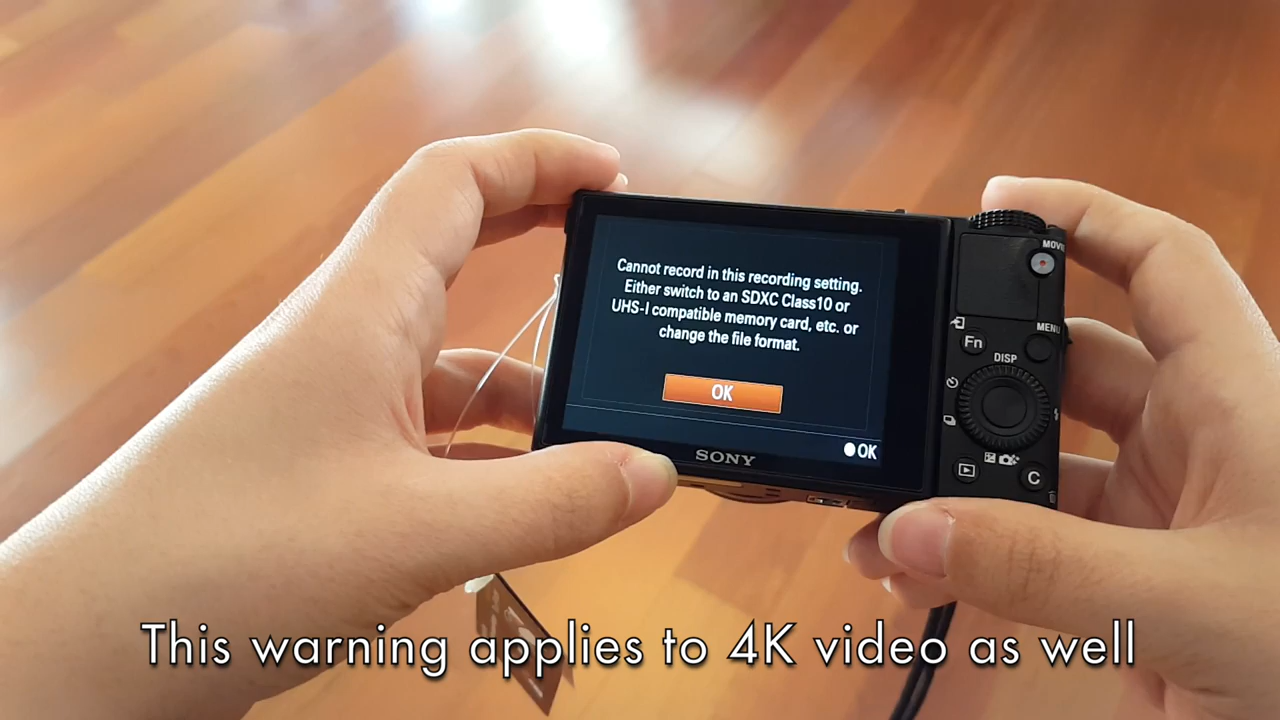 Cannot record in this recording setting.
Either switch to an SDXC Class10 or
UHS-I compatible memory card, etc. or
change the file format.
OK
OK
SONY
MOVIE
Fn
MENU
DISP
C
This warning applies to 4K video as well